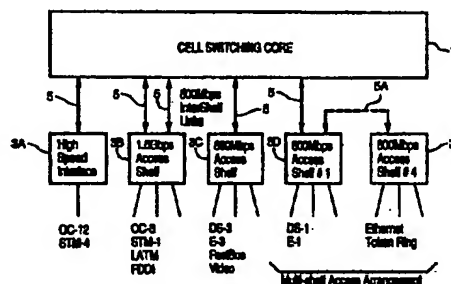 CELL SWITCHING CORE
5
5
5
800Mbps
InterShelf
Links
5
5
5A
3A
High
Speed
Interface
3B
1.6Gbps
Access
Shelf
3C
800Mbps
Access
Shelf
3D
800Mbps
Access
Shelf # 1
800Mbps
Access
Shelf # 4
OC-12
STM-4
OC-3
STM-1
LATM
FDDI
DS-3
E-3
FastBus
Video
DS-1
E-1
Ethernet
Token Ring
Multi-shelf Access Arrangement